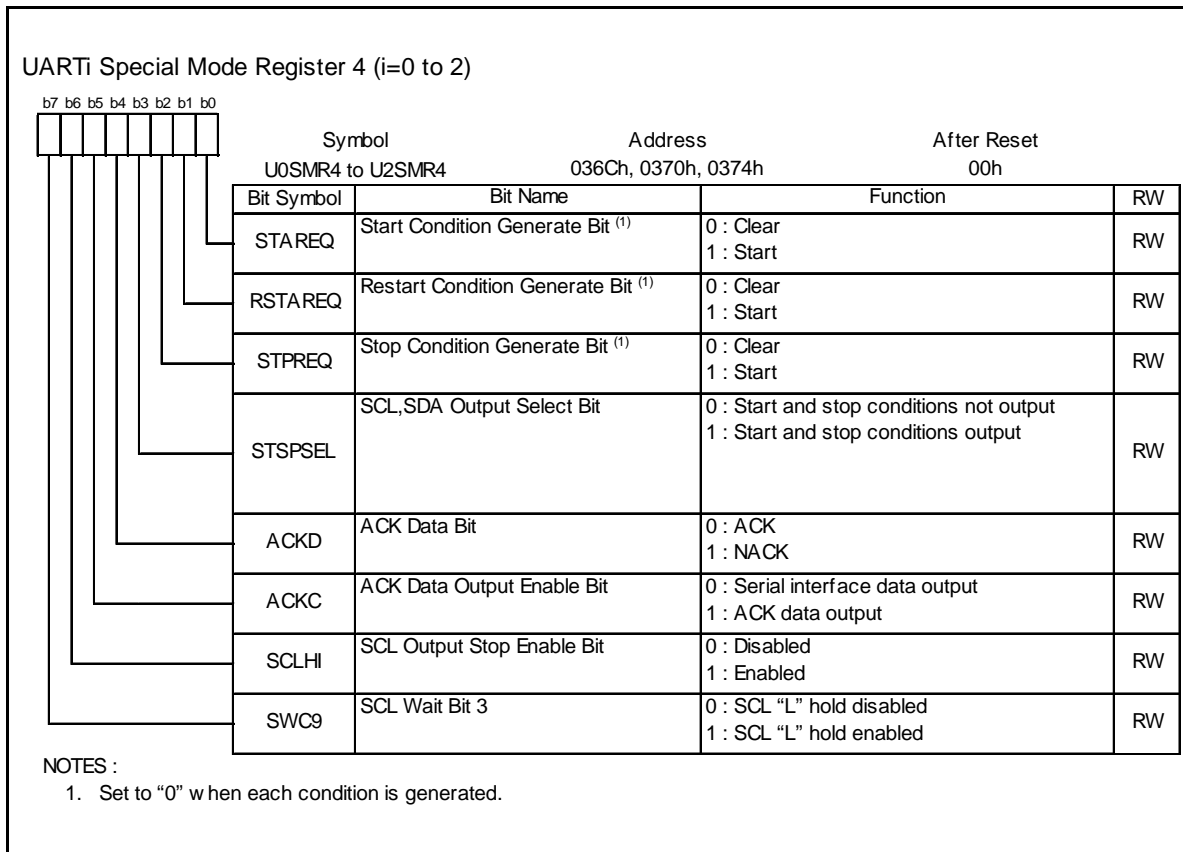 UARTi Special Mode Register 4 (i=0 to 2)
b7 b6 b5 b4 b3 b2 b1 b0
Symbol Address After Reset
U0SMR4 to U2SMR4 036Ch, 0370h, 0374h 00h
Bit Symbol Bit Name Function RW
STAREQ Start Condition Generate Bit (1) 0 : Clear RW
1 : Start
RSTAREQ Restart Condition Generate Bit (1) 0 : Clear RW
1 : Start
STPREQ Stop Condition Generate Bit (1) 0 : Clear RW
1 : Start
STSPSEL SCL,SDA Output Select Bit 0 : Start and stop conditions not output RW
1 : Start and stop conditions output
ACKD ACK Data Bit 0 : ACK RW
1 : NACK
ACKC ACK Data Output Enable Bit 0 : Serial interface data output RW
1 : ACK data output
SCLHI SCL Output Stop Enable Bit 0 : Disabled RW
1 : Enabled
SWC9 SCL Wait Bit 3 0 : SCL “L” hold disabled RW
1 : SCL “L” hold enabled
NOTES :
1. Set to “0” when each condition is generated.